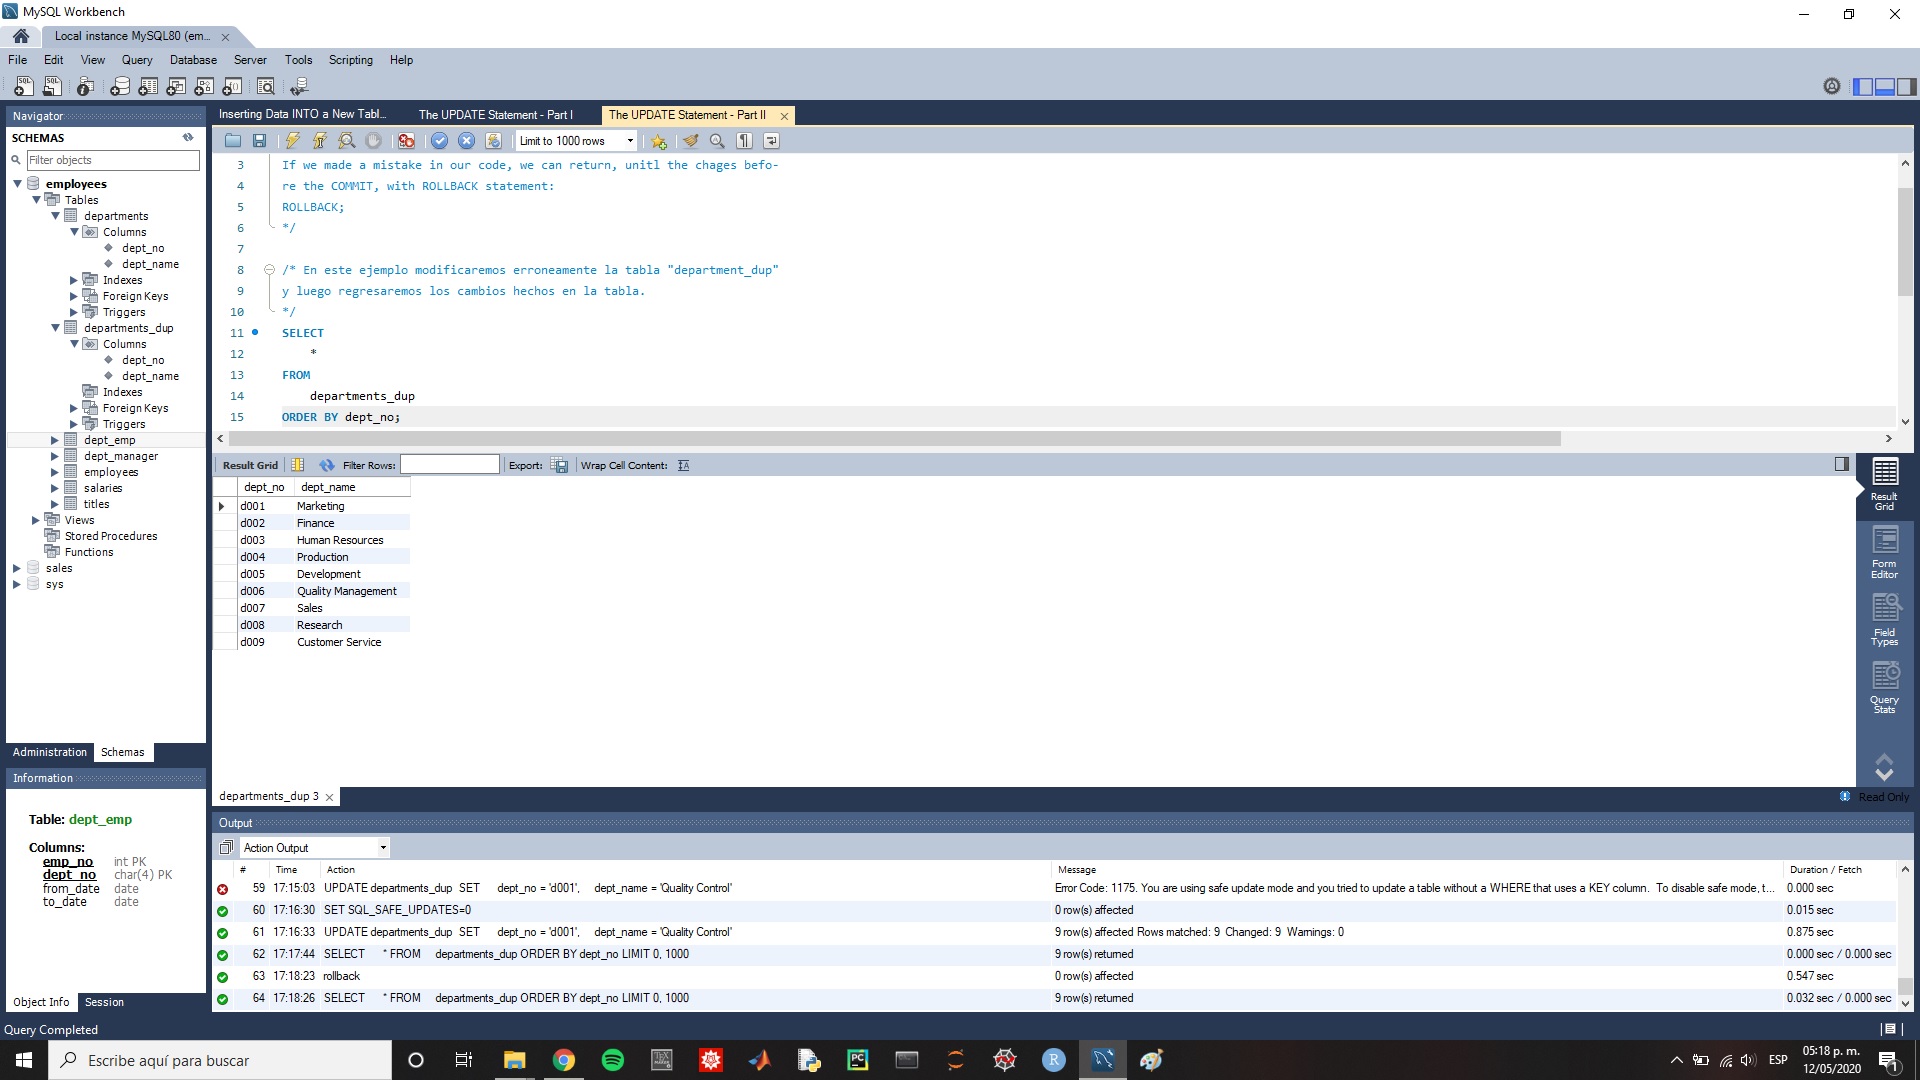 MySQL Workbench
Local instance MySQL80 (em...
File Edit View Query Database Server Tools Scripting Help
Navigator
SCHEMAS
Filter objects
employees
Tables
departments
Columns
dept_no
dept_name
Indexes
Foreign Keys
Triggers
departments_dup
Columns
dept_no
dept_name
Indexes
Foreign Keys
Triggers
dept_emp
dept_manager
employees
salaries
titles
Views
Stored Procedures
Functions
sales
sys
Administration Schemas
Information
Table: dept_emp
Columns:
emp_no int PK
dept_no char(4) PK
from_date date
to_date date
Object Info Session
Inserting Data INTO a New Tabl... The UPDATE Statement - Part I The UPDATE Statement - Part II
Limit to 1000 rows
3 If we made a mistake in our code, we can return, unitl the chages befo-
4 re the COMMIT, with ROLLBACK statement:
5 ROLLBACK;
6 */
7
8 /* En este ejemplo modificaremos erroneamente la tabla "department_dup"
9 y luego regresaremos los cambios hechos en la tabla.
10 */
11 SELECT
12 *
13 FROM
14 departments_dup
15 ORDER BY dept_no;
Result Grid Filter Rows: Export: Wrap Cell Content:
dept_no dept_name
d001 Marketing
d002 Finance
d003 Human Resources
d004 Production
d005 Development
d006 Quality Management
d007 Sales
d008 Research
d009 Customer Service
Result
Grid
Form
Editor
Field
Types
Query
Stats
departments_dup 3
Read Only
Output
Action Output
# Time Action Message Duration / Fetch
59 17:15:03 UPDATE departments_dup SET dept_no = 'd001', dept_name = 'Quality Control' Error Code: 1175. You are using safe update mode and you tried to update a table without a WHERE that uses a KEY column. To disable safe mode, t... 0.000 sec
60 17:16:30 SET SQL_SAFE_UPDATES=0 0 row(s) affected 0.015 sec
61 17:16:33 UPDATE departments_dup SET dept_no = 'd001', dept_name = 'Quality Control' 9 row(s) affected Rows matched: 9 Changed: 9 Warnings: 0 0.875 sec
62 17:17:44 SELECT * FROM departments_dup ORDER BY dept_no LIMIT 0, 1000 9 row(s) returned 0.000 sec / 0.000 sec
63 17:18:23 rollback 0 row(s) affected 0.547 sec
64 17:18:26 SELECT * FROM departments_dup ORDER BY dept_no LIMIT 0, 1000 9 row(s) returned 0.032 sec / 0.000 sec
Query Completed
Escribe aquí para buscar
ESP
05:18 p. m.
12/05/2020
1